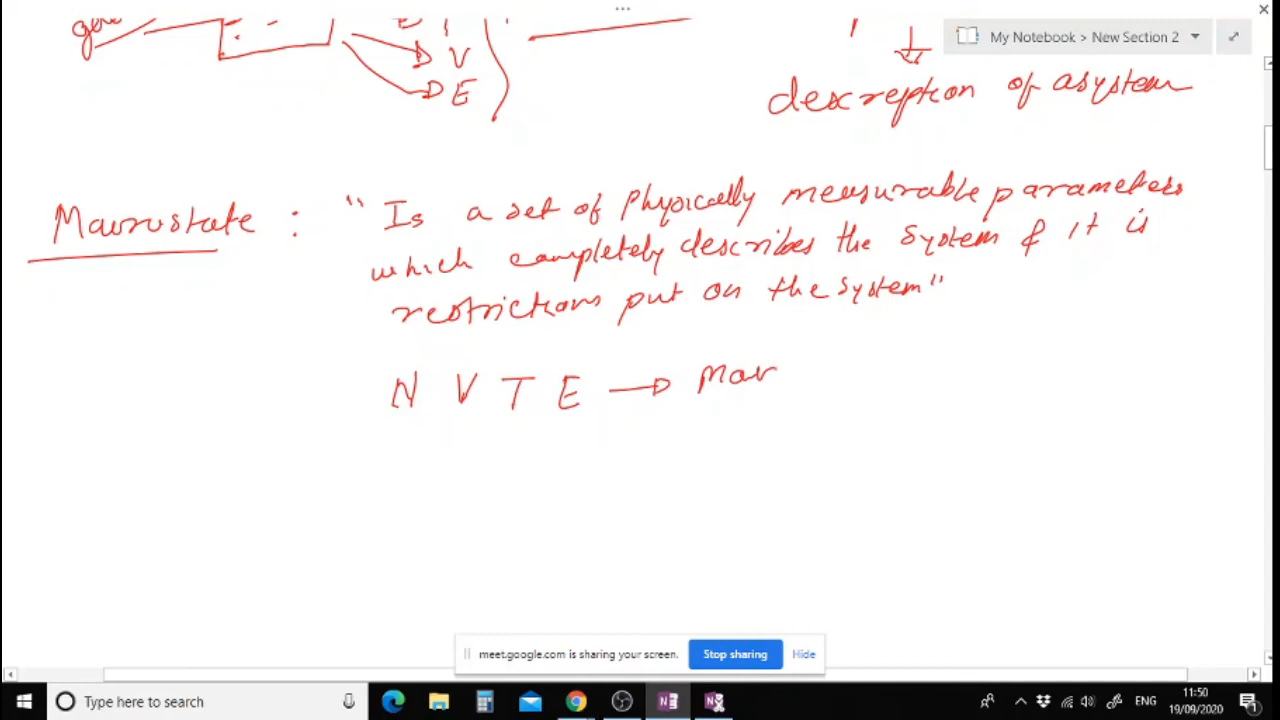 gas
V
E
My Notebook > New Section 2
description of a system
Macrostate : " Is a set of physically measurable parameters
which completely describes the system & it is
restrictions put on the system"
N V T E → Mac
meet.google.com is sharing your screen. Stop sharing Hide
Type here to search
ENG
11:50
19/09/2020
1